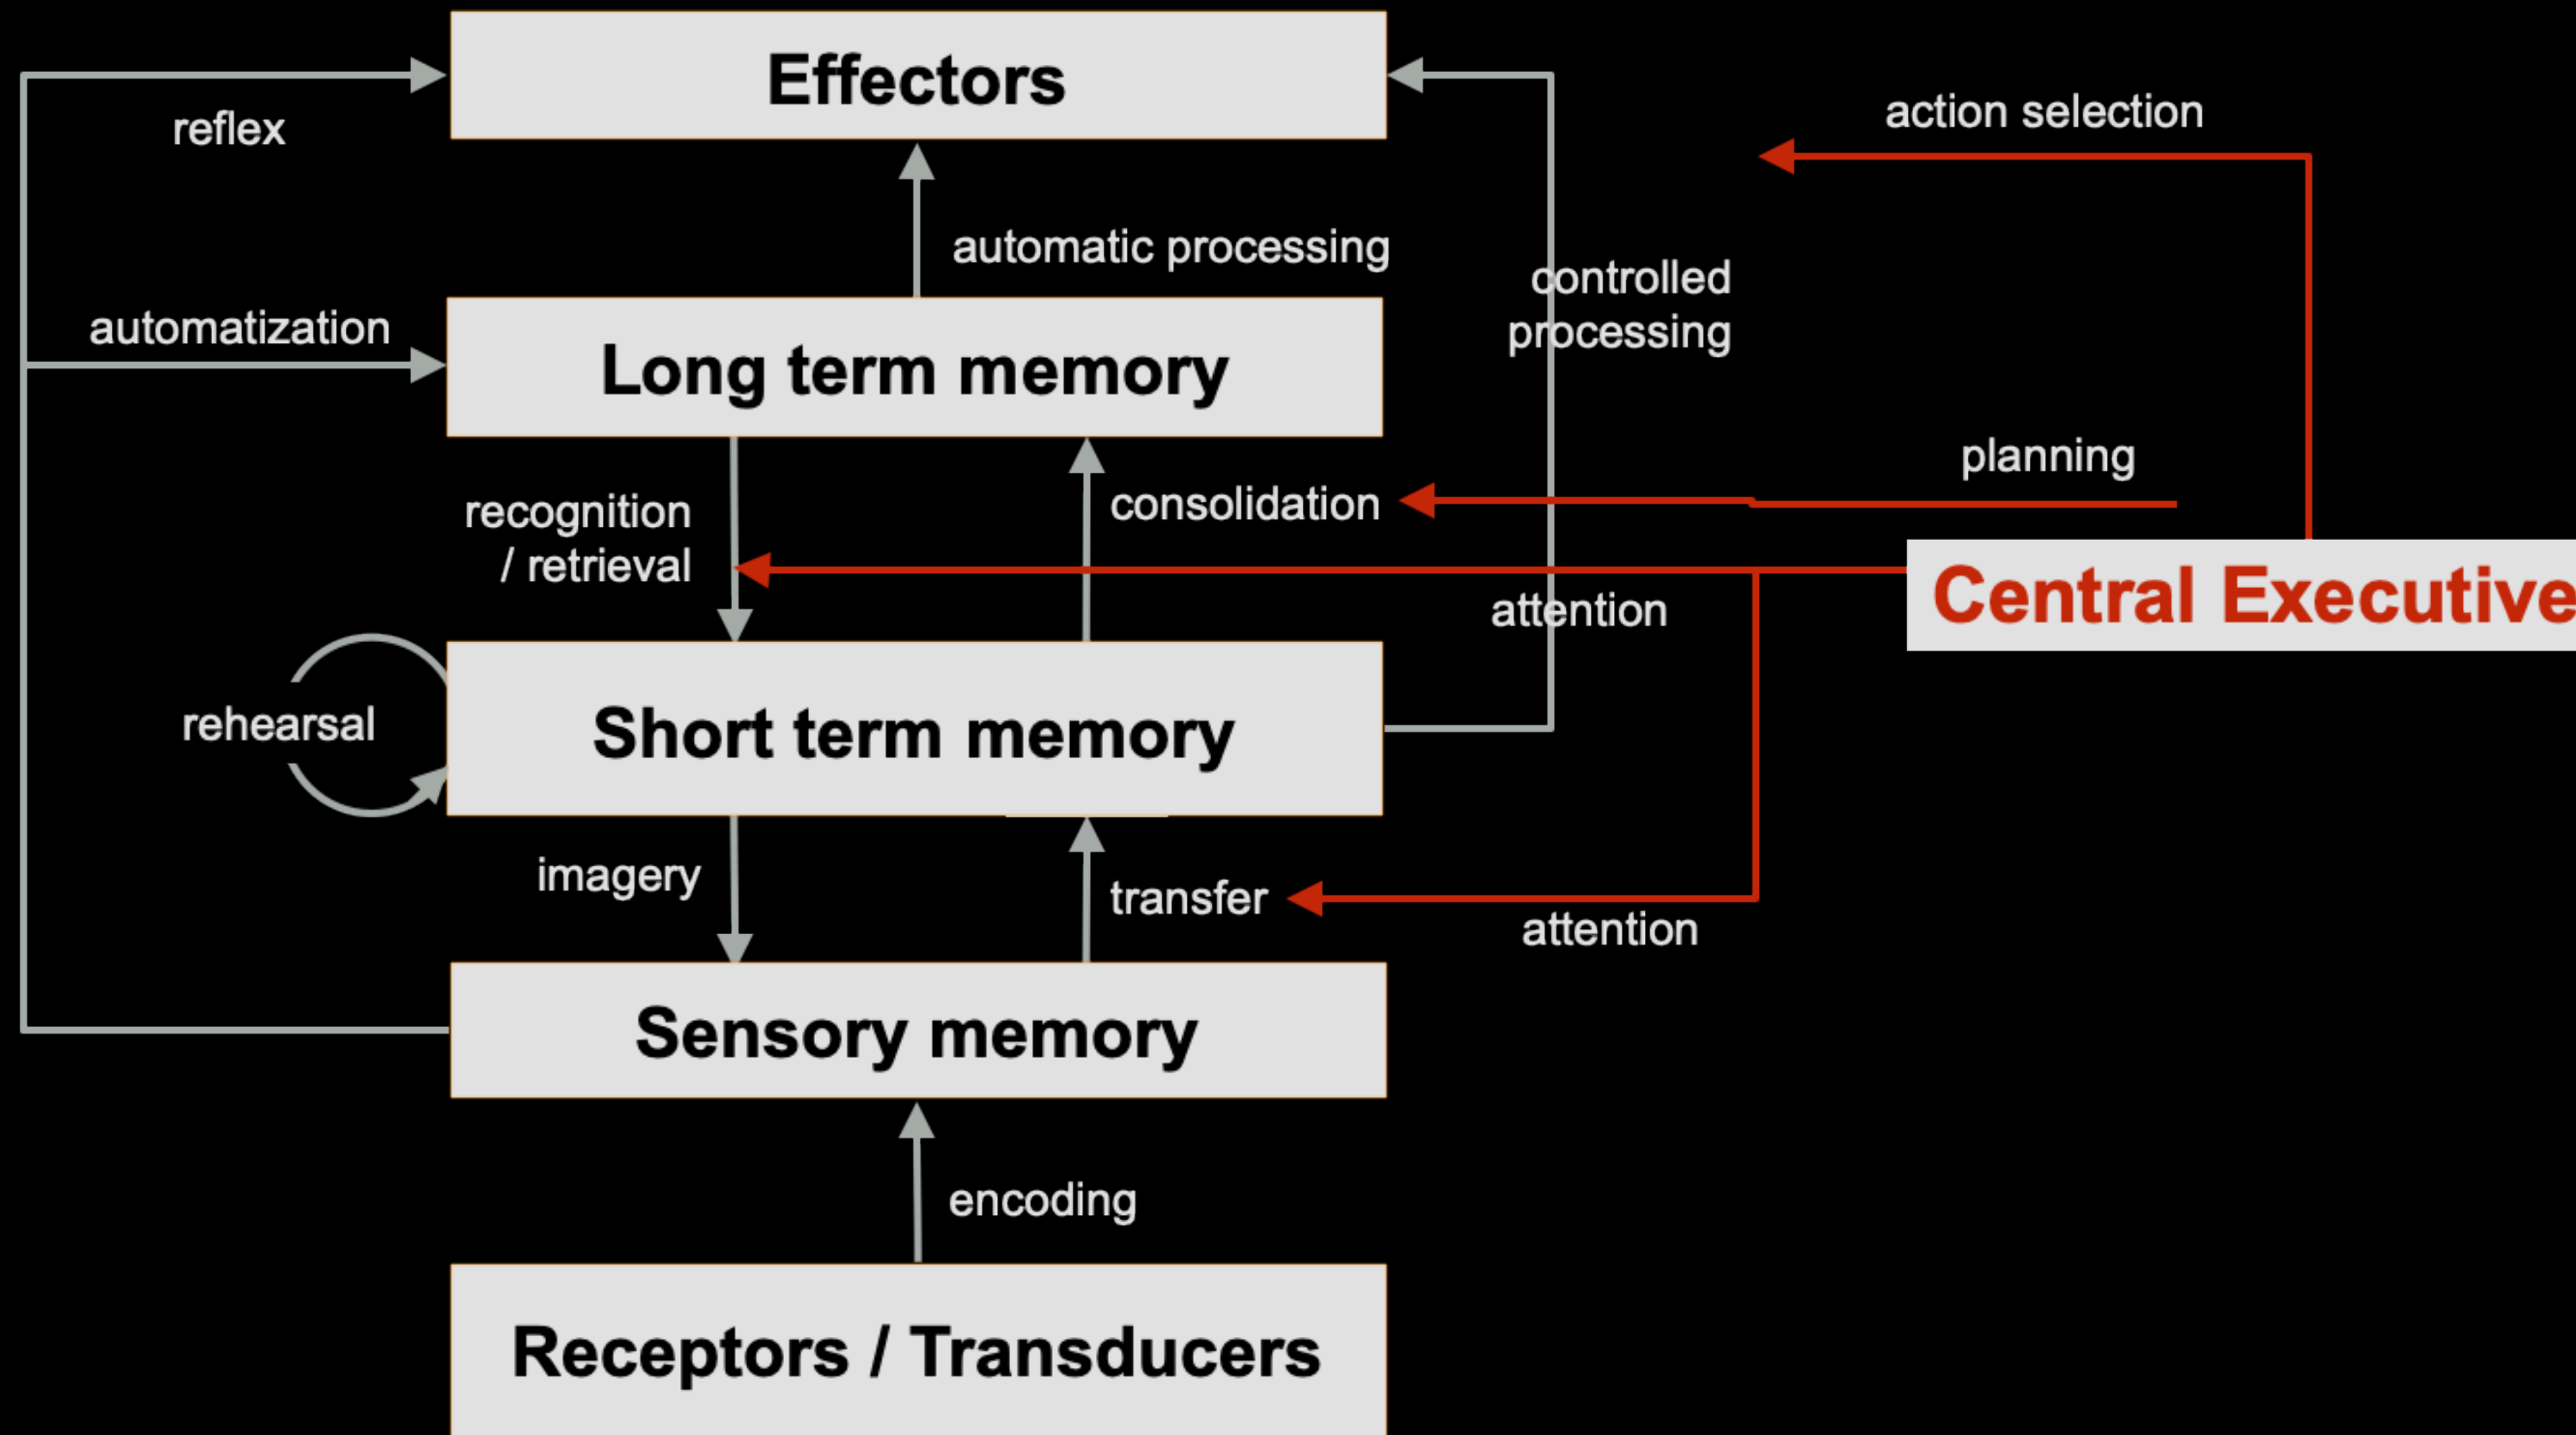 Effectors
reflex
action selection
automatic processing
controlled
processing
automatization
Long term memory
planning
recognition
/ retrieval
consolidation
attention
Central Executive
rehearsal
Short term memory
imagery
transfer
attention
Sensory memory
encoding
Receptors / Transducers